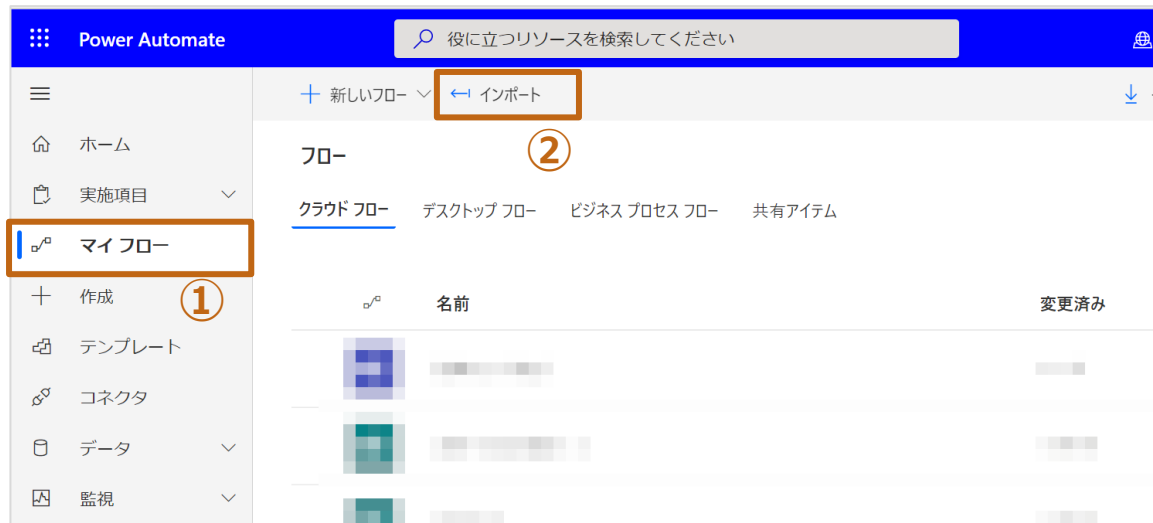 Power Automate
役に立つリソースを検索してください
新しいフロー
インポート
②
ホーム
実施項目
マイ フロー
①
作成
テンプレート
コネクタ
データ
監視
フロー
クラウド フロー デスクトップ フロー ビジネス プロセス フロー 共有アイテム
名前 変更済み